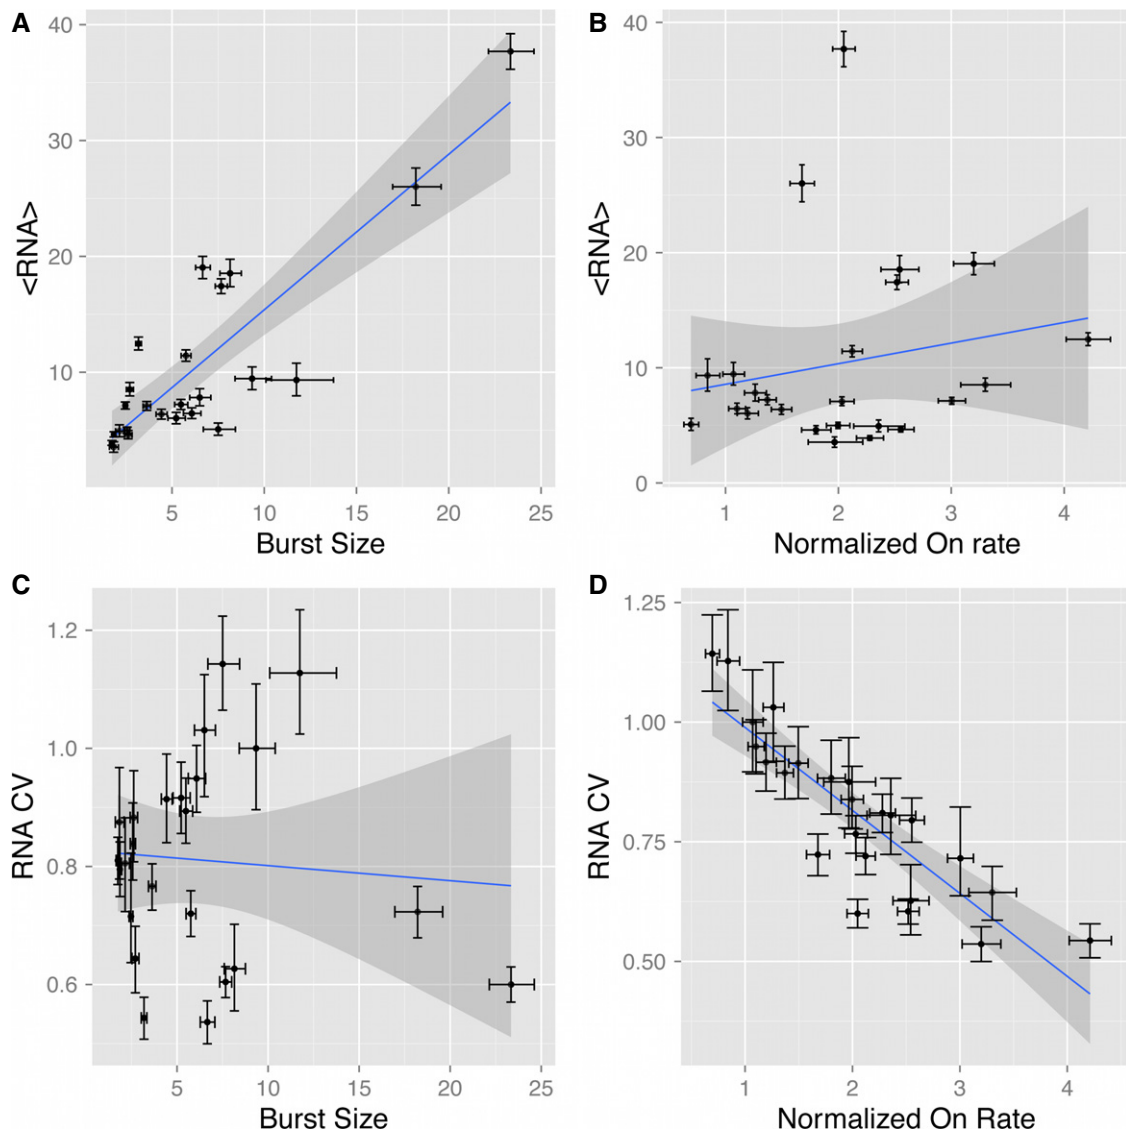 A
B
40
30
20
10
<RNA>
5
10
15
20
25
Burst Size
40
30
20
10
0
<RNA>
1
2
3
4
Normalized On rate
C
D
1.2
1.0
0.8
0.6
RNA CV
5
10
15
20
25
Burst Size
1.25
1.00
0.75
0.50
RNA CV
1
2
3
4
Normalized On Rate